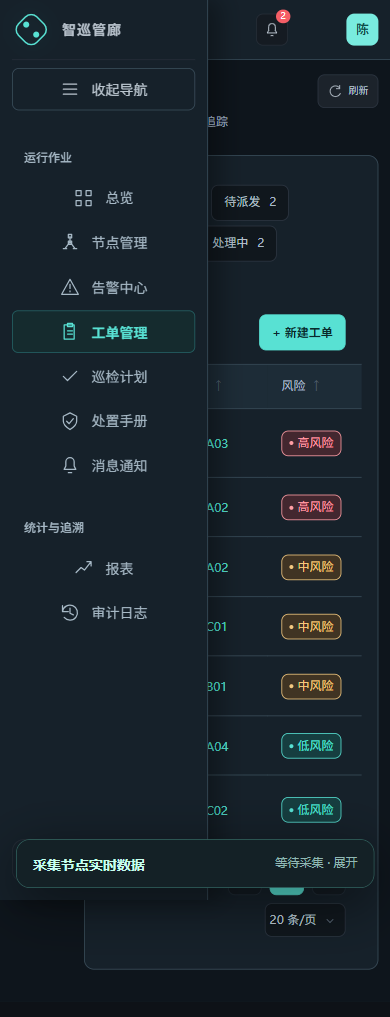 智巡管廊
2
陈
收起导航
刷新
追踪
运行作业
总览
待派发 2
节点管理
处理中 2
告警中心
工单管理
+ 新建工单
巡检计划
↑ 风险 ↑
处置手册
A03 高风险
消息通知
A02 高风险
统计与追溯
报表
A02 中风险
审计日志
C01 中风险
B01 中风险
A04 低风险
C02 低风险
采集节点实时数据
等待采集 · 展开
20 条/页